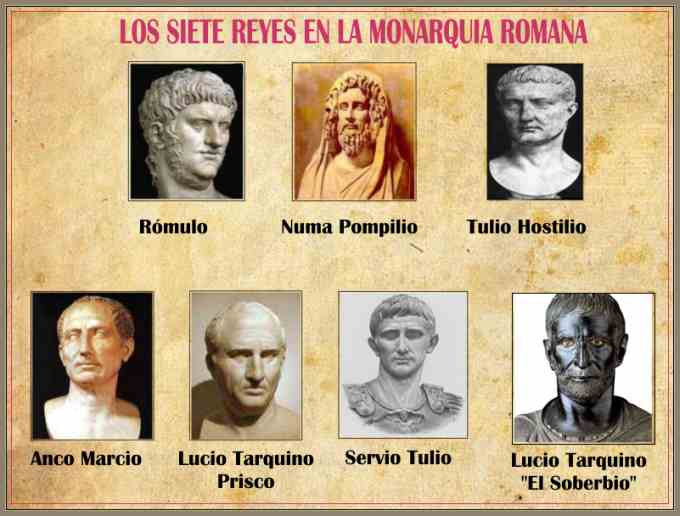 LOS SIETE REYES EN LA MONARQUIA ROMANA
Rómulo
Numa Pompilio
Tulio Hostilio
Anco Marcio
Lucio Tarquino
Prisco
Servio Tulio
Lucio Tarquino
"El Soberbio"